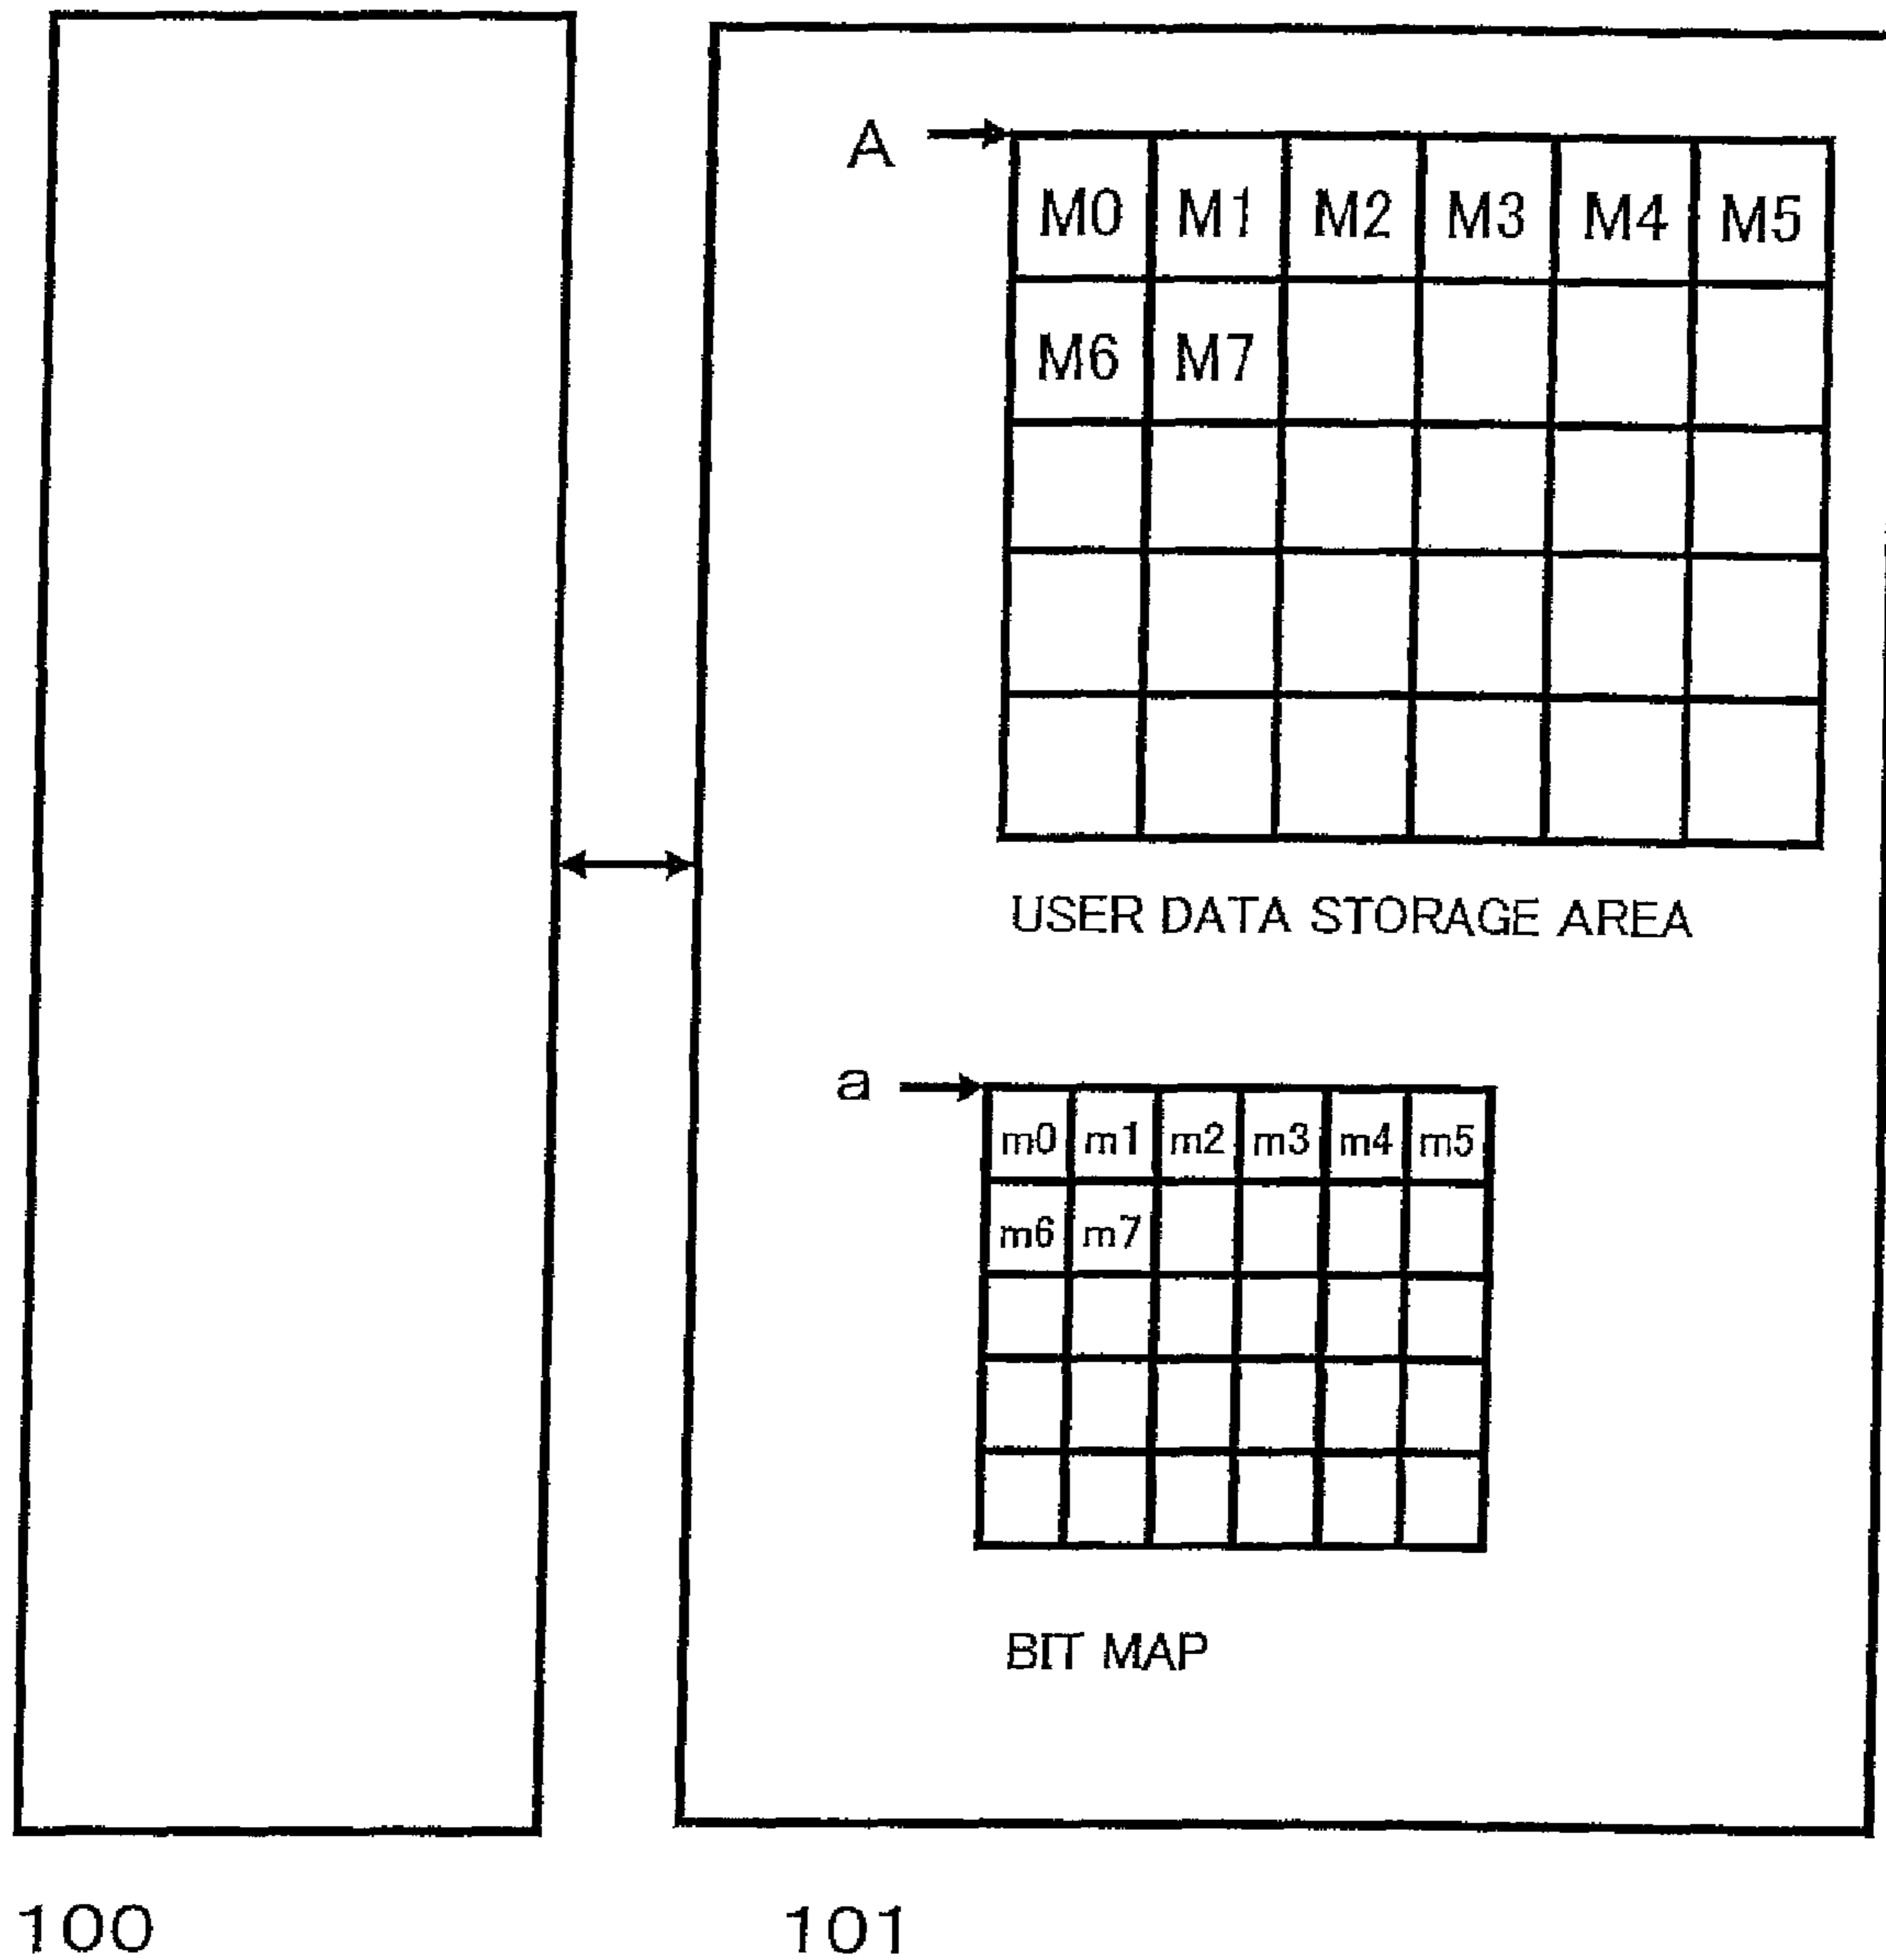 A
M0 M1 M2 M3 M4 M5
M6 M7
USER DATA STORAGE AREA
a
m0 m1 m2 m3 m4 m5
m6 m7
BIT MAP
100 101